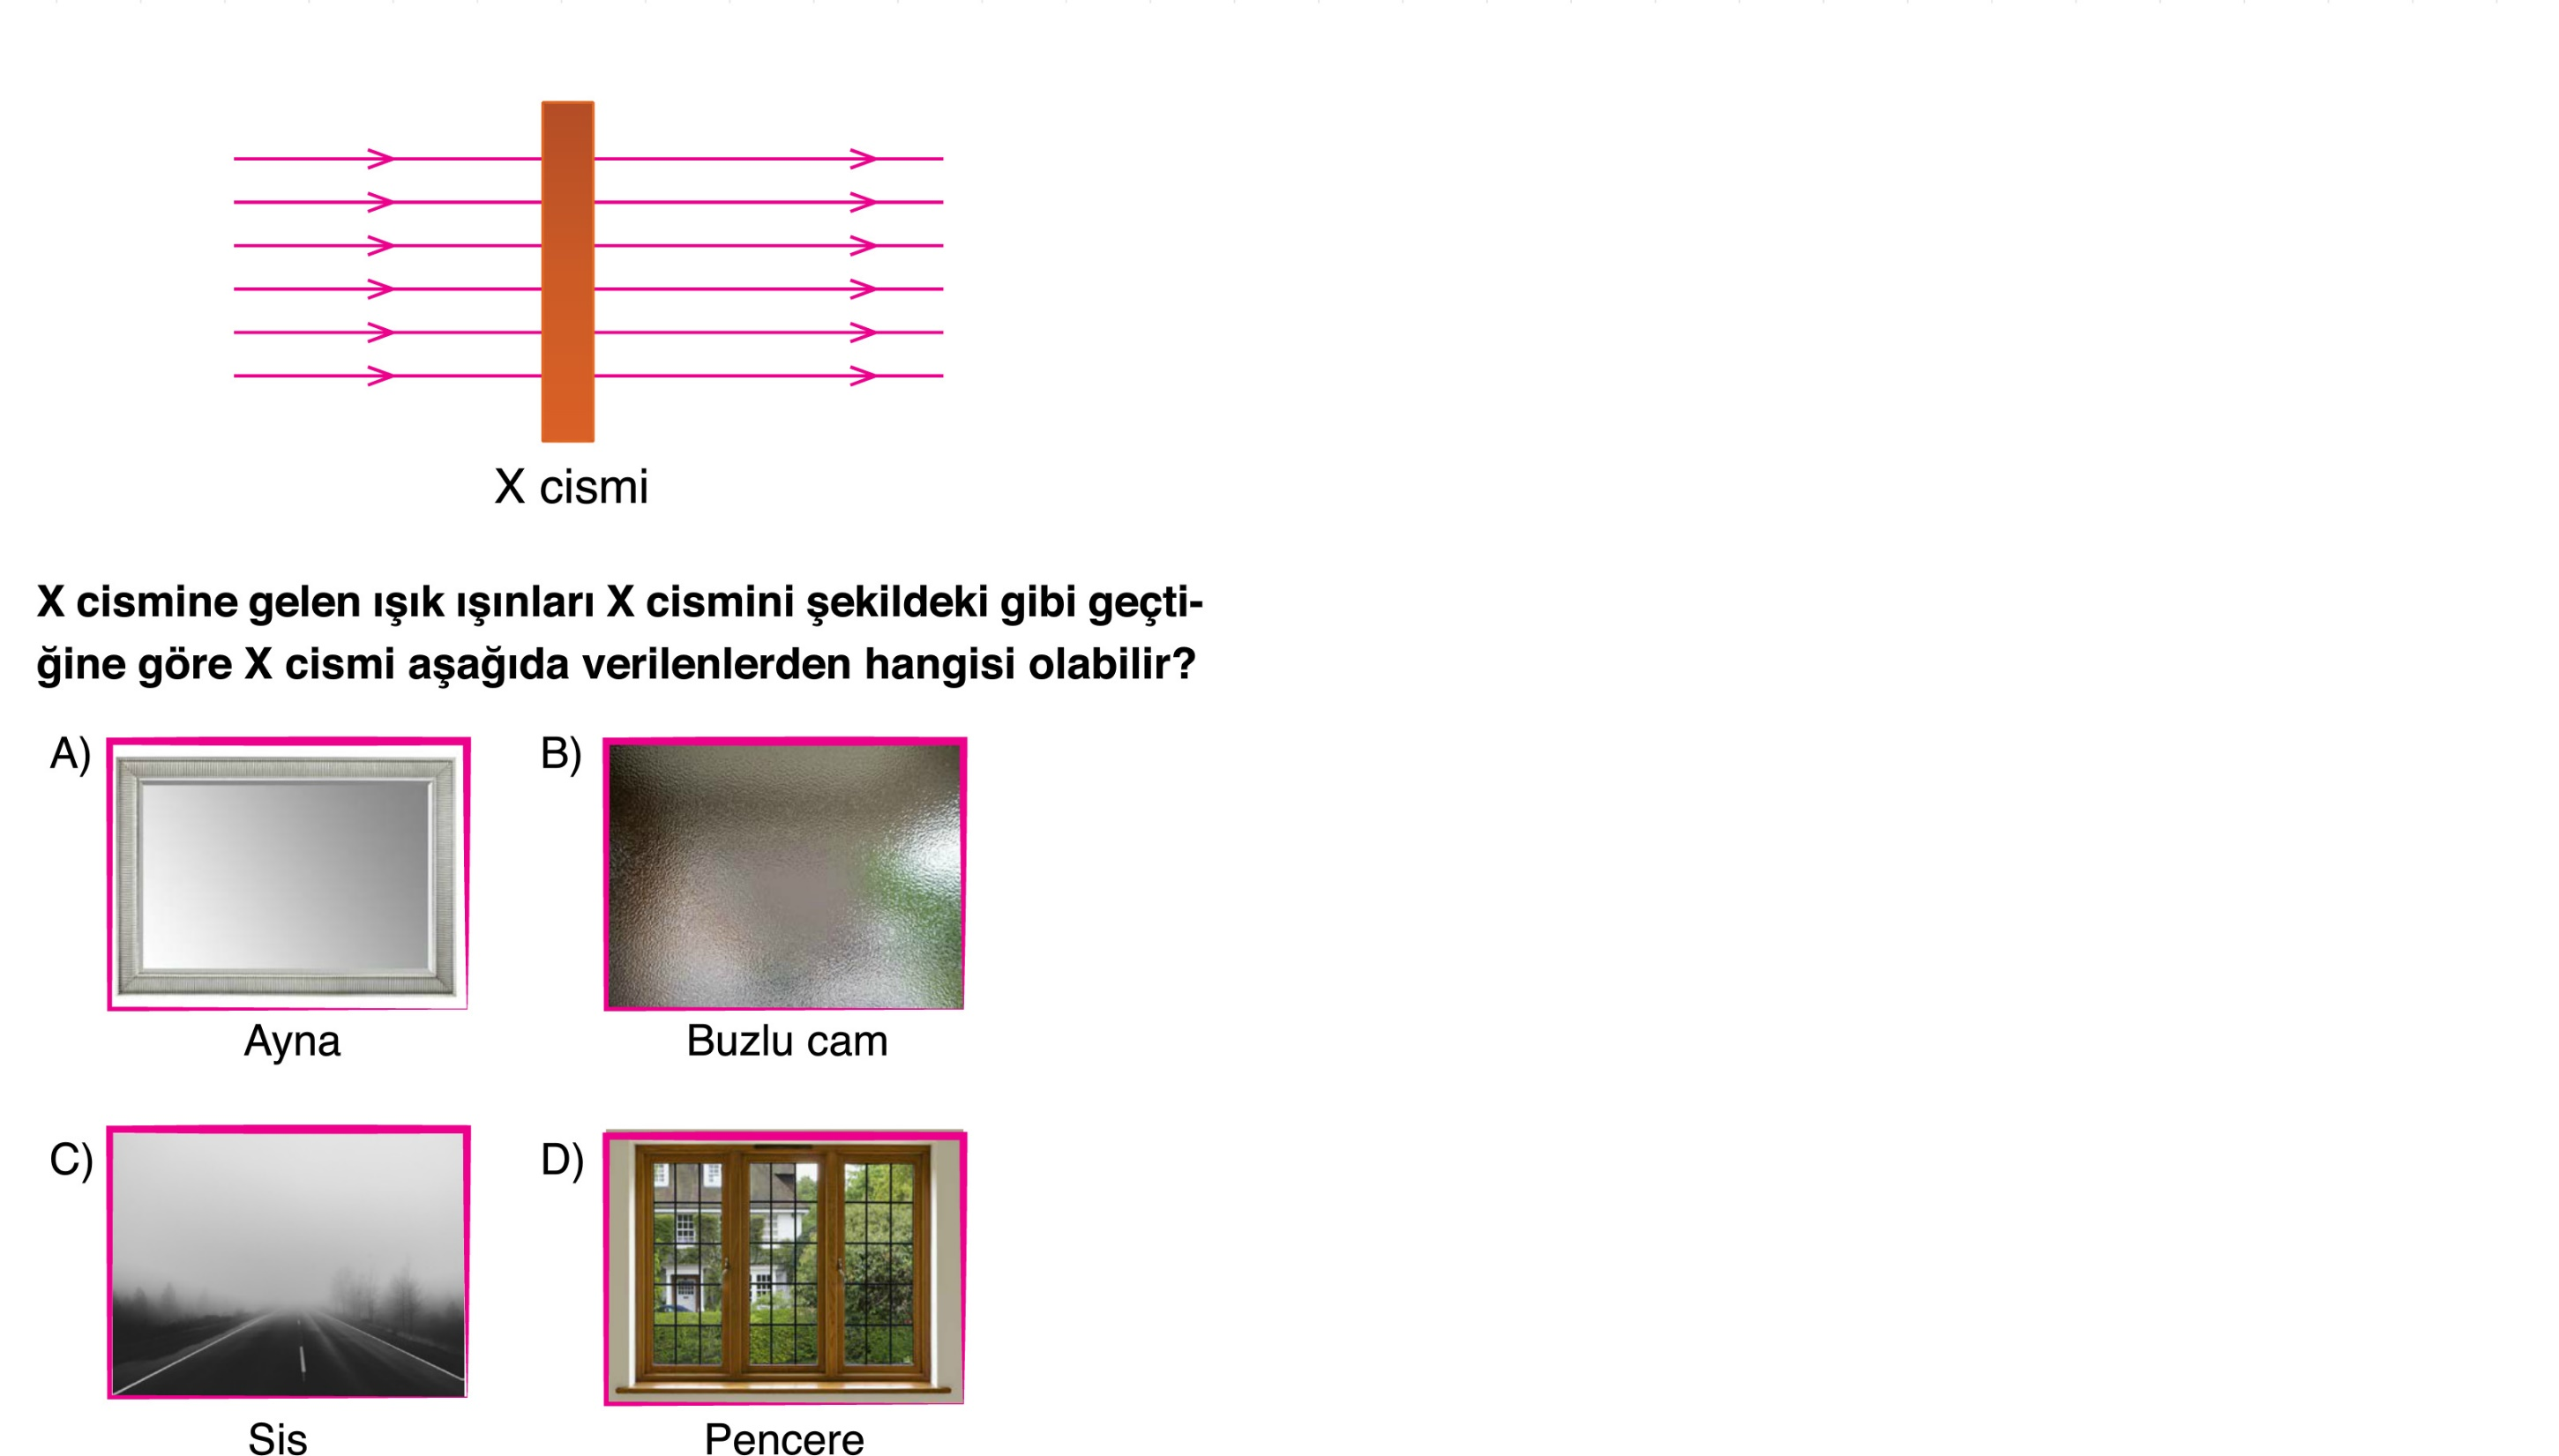 X cismi
X cismine gelen ışık ışınları X cismini şekildeki gibi geçti-
ğine göre X cismi aşağıda verilenlerden hangisi olabilir?
A)
B)
Ayna
Buzlu cam
C)
D)
Sis
Pencere